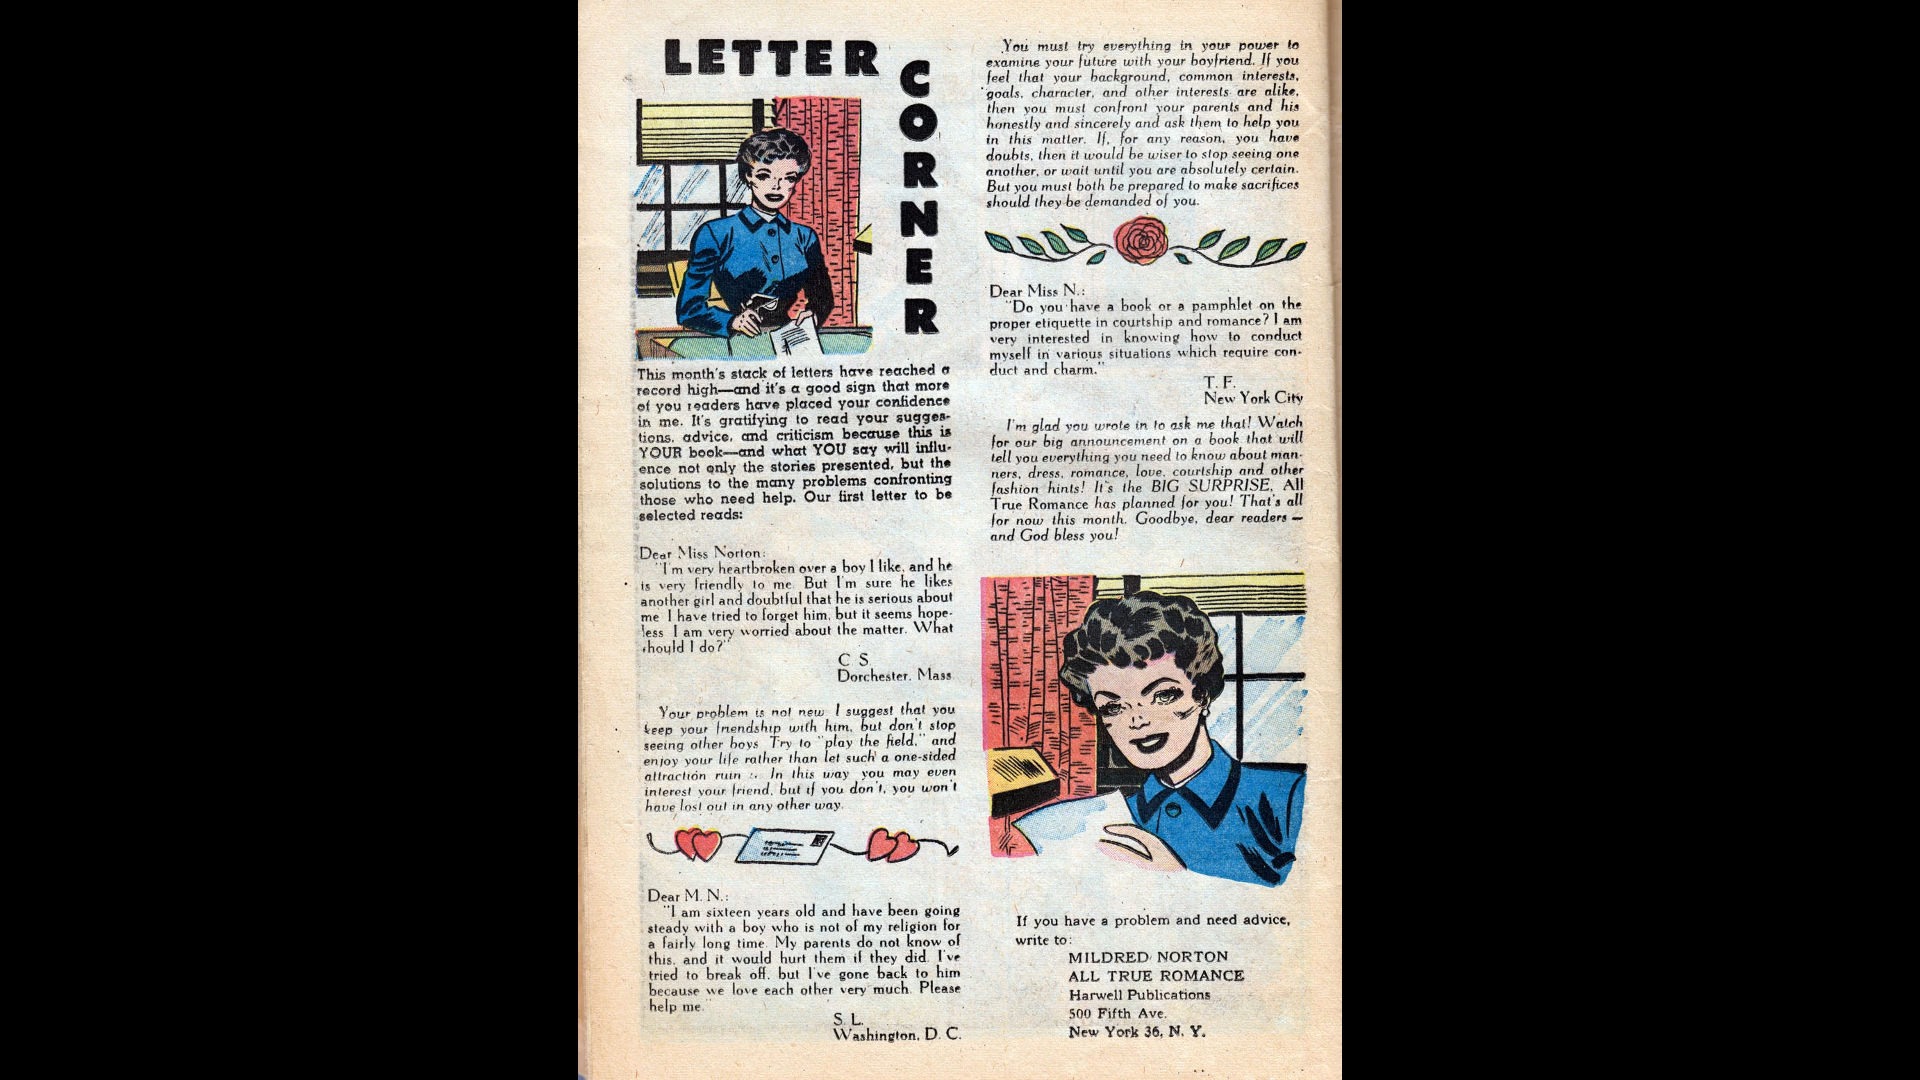 LETTER
CORNER
This month's stack of letters have reached a
record high—and it's a good sign that more
of you readers have placed your confidence
in me. It's gratifying to read your sugges-
tions, advice, and criticism because this is
YOUR book—and what YOU say will influ-
ence not only the stories presented, but the
solutions to the many problems confronting
those who need help. Our first letter to be
selected reads:
Dear Miss Norton:
"I'm very heartbroken over a boy I like, and he
is very friendly to me. But I'm sure he likes
another girl and doubtful that he is serious about
me I have tried to forget him, but it seems hope-
less I am very worried about the matter. What
should I do?"
C S
Dorchester, Mass
Your problem is not new I suggest that you
keep your friendship with him, but don't stop
seeing other boys Try to "play the field," and
enjoy your life rather than let such a one-sided
attraction ruin In this way you may even
interest your friend, but if you don't, you won't
have lost out in any other way.
Dear M. N.:
"I am sixteen years old and have been going
steady with a boy who is not of my religion for
a fairly long time. My parents do not know of
this, and it would hurt them if they did. I've
tried to break off, but I've gone back to him
because we love each other very much. Please
help me."
S. L.
Washington, D. C.
You must try everything in your power to
examine your future with your boyfriend. If you
feel that your background, common interests,
goals, character, and other interests are alike,
then you must confront your parents and his
honestly and sincerely and ask them to help you
in this matter. If, for any reason, you have
doubts, then it would be wiser to stop seeing one
another, or wait until you are absolutely certain.
But you must both be prepared to make sacrifices
should they be demanded of you.
Dear Miss N.:
"Do you have a book or a pamphlet on the
proper etiquette in courtship and romance? I am
very interested in knowing how to conduct
myself in various situations which require con-
duct and charm."
T. F.
New York City
I'm glad you wrote in to ask me that! Watch
for our big announcement on a book that will
tell you everything you need to know about man-
ners, dress, romance, love, courtship and other
fashion hints! It's the BIG SURPRISE, All
True Romance has planned for you! That's all
for now this month. Goodbye, dear readers —
and God bless you!
If you have a problem and need advice,
write to:
MILDRED NORTON
ALL TRUE ROMANCE
Harwell Publications
500 Fifth Ave.
New York 36, N. Y.